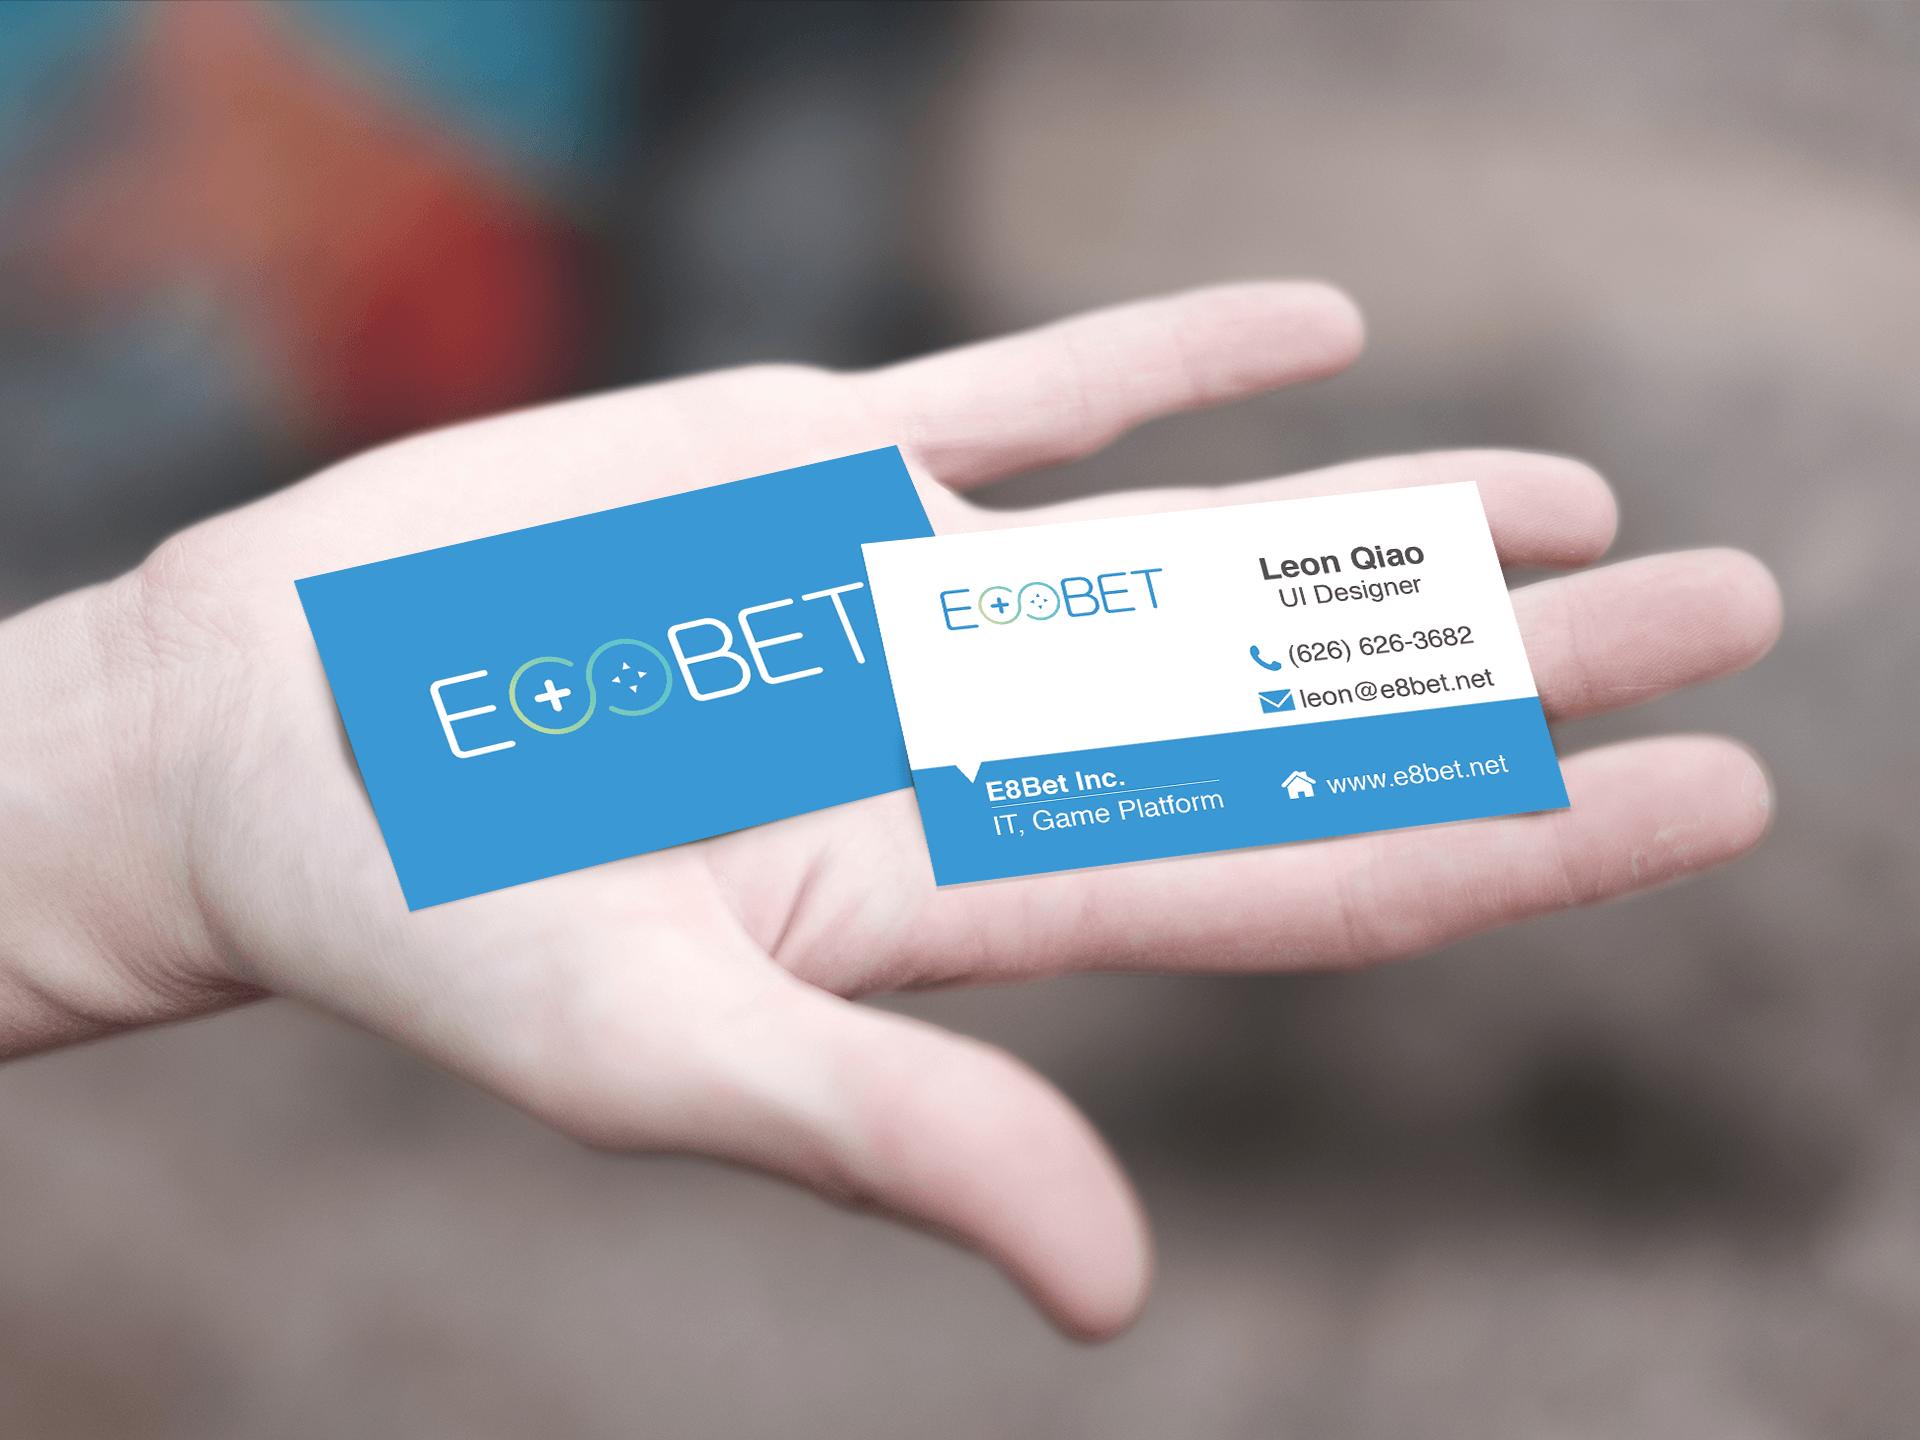 E8BET
E8BET
Leon Qiao
UI Designer
(626) 626-3682
leon@e8bet.net
E8Bet Inc.
IT, Game Platform
www.e8bet.net